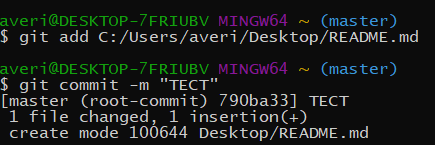 averi@DESKTOP-7FRIUBV MINGW64 ~ (master)
$ git add C:/Users/averi/Desktop/README.md
averi@DESKTOP-7FRIUBV MINGW64 ~ (master)
$ git commit -m "TECT"
[master (root-commit) 790ba33] TECT
 1 file changed, 1 insertion(+)
 create mode 100644 Desktop/README.md